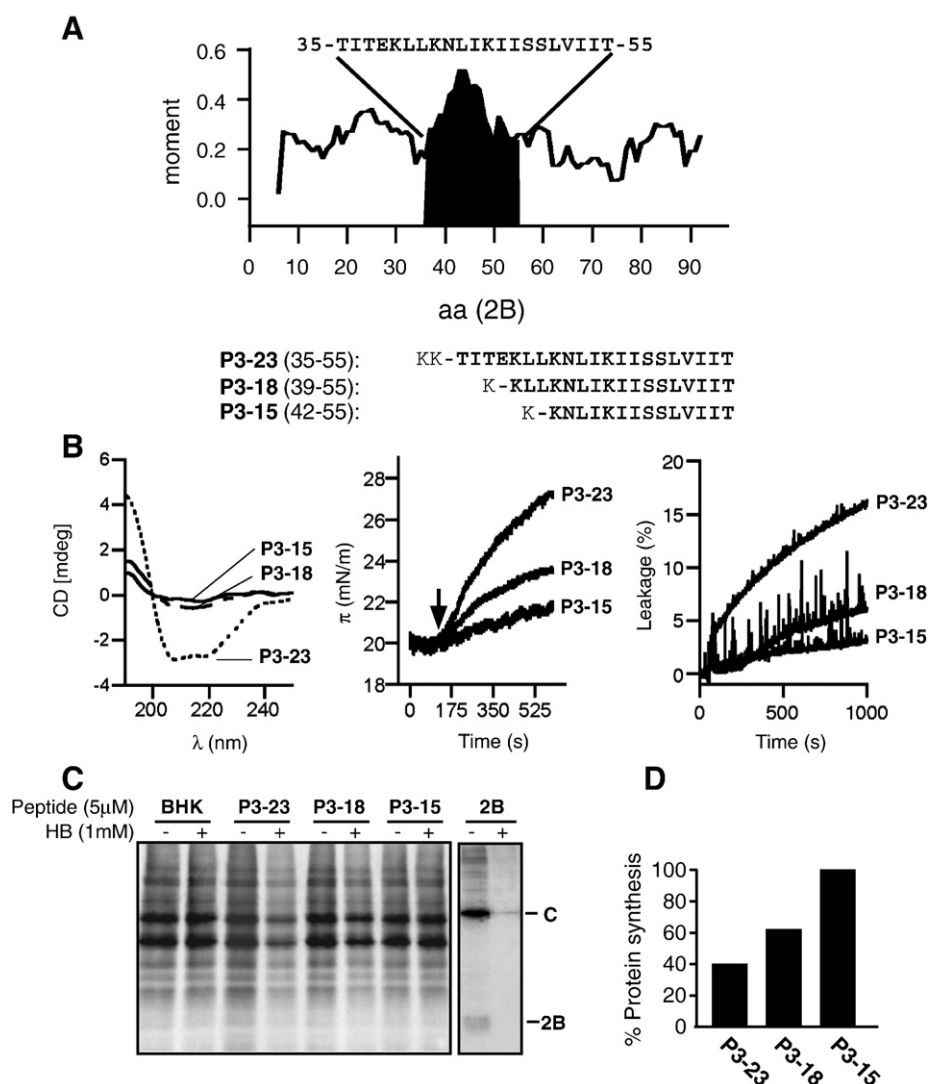 A
35-TITEKLLKNLIKIISSLVIIT-55
moment
0.6
0.4
0.2
0.0
0 10 20 30 40 50 60 70 80 90
aa (2B)
P3-23 (35-55): KK-TITEKLLKNLIKIISSLVIIT
P3-18 (39-55): K-KLLKNLIKIISSLVIIT
P3-15 (42-55): K-KNLIKIISSLVIIT
B
CD [mdeg]
6
4
2
0
-2
-4
P3-15
P3-18
P3-23
200 220 240
λ (nm)
π (mN/m)
28
26
24
22
20
18
P3-23
P3-18
P3-15
0 175 350 525
Time (s)
Leakage (%)
20
15
10
5
0
P3-23
P3-18
P3-15
0 500 1000
Time (s)
C
Peptide (5µM) BHK P3-23 P3-18 P3-15 2B
HB (1mM) - + - + - + - + - +
C
2B
D
% Protein synthesis
100
80
60
40
20
0
P3-23 P3-18 P3-15